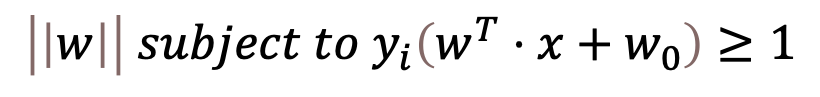 ||w|| subject to yᵢ(wᵀ · x + w₀) ≥ 1